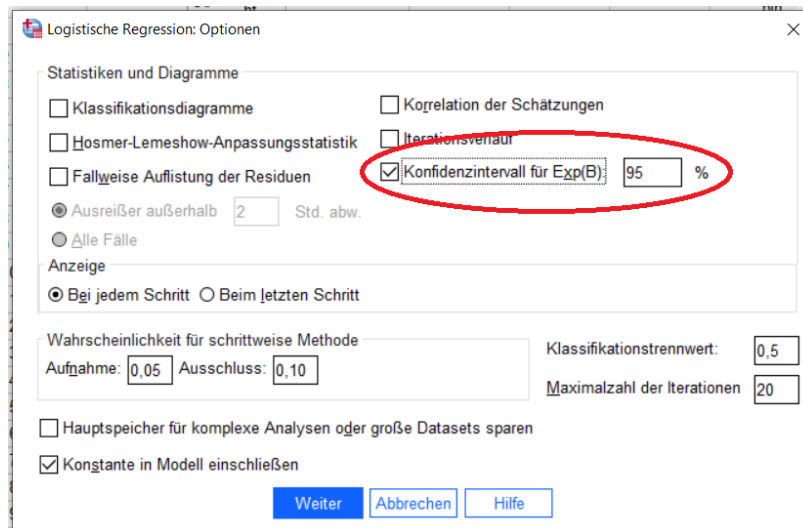 Logistische Regression: Optionen
Statistiken und Diagramme
Klassifikationsdiagramme
Korrelation der Schätzungen
Hosmer-Lemeshow-Anpassungsstatistik
Iterationsverlauf
Fallweise Auflistung der Residuen
Konfidenzintervall für Exp(B): 95 %
Ausreißer außerhalb 2 Std. abw.
Alle Fälle
Anzeige
Bei jedem Schritt Beim letzten Schritt
Wahrscheinlichkeit für schrittweise Methode
Aufnahme: 0,05 Ausschluss: 0,10
Klassifikationstrennwert: 0,5
Maximalzahl der Iterationen 20
Hauptspeicher für komplexe Analysen oder große Datasets sparen
Konstante in Modell einschließen
Weiter Abbrechen Hilfe